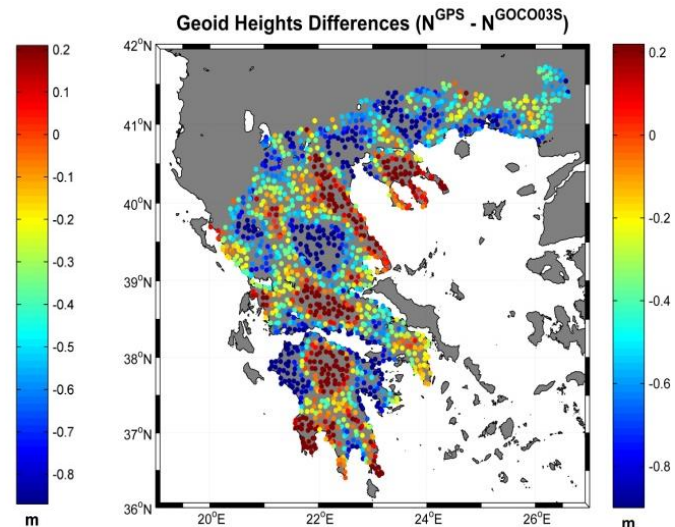 Geoid Heights Differences (N^GPS - N^GOCO03S)
0.2
0.1
0
-0.1
-0.2
-0.3
-0.4
-0.5
-0.6
-0.7
-0.8
m
42°N
41°N
40°N
39°N
38°N
37°N
36°N
20°E
22°E
24°E
26°E
0.2
0
-0.2
-0.4
-0.6
-0.8
m